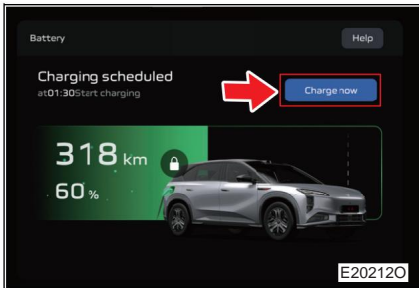 Battery
Help
Charging scheduled
at01:30Start charging
Charge now
318 km
60 %
E20212O